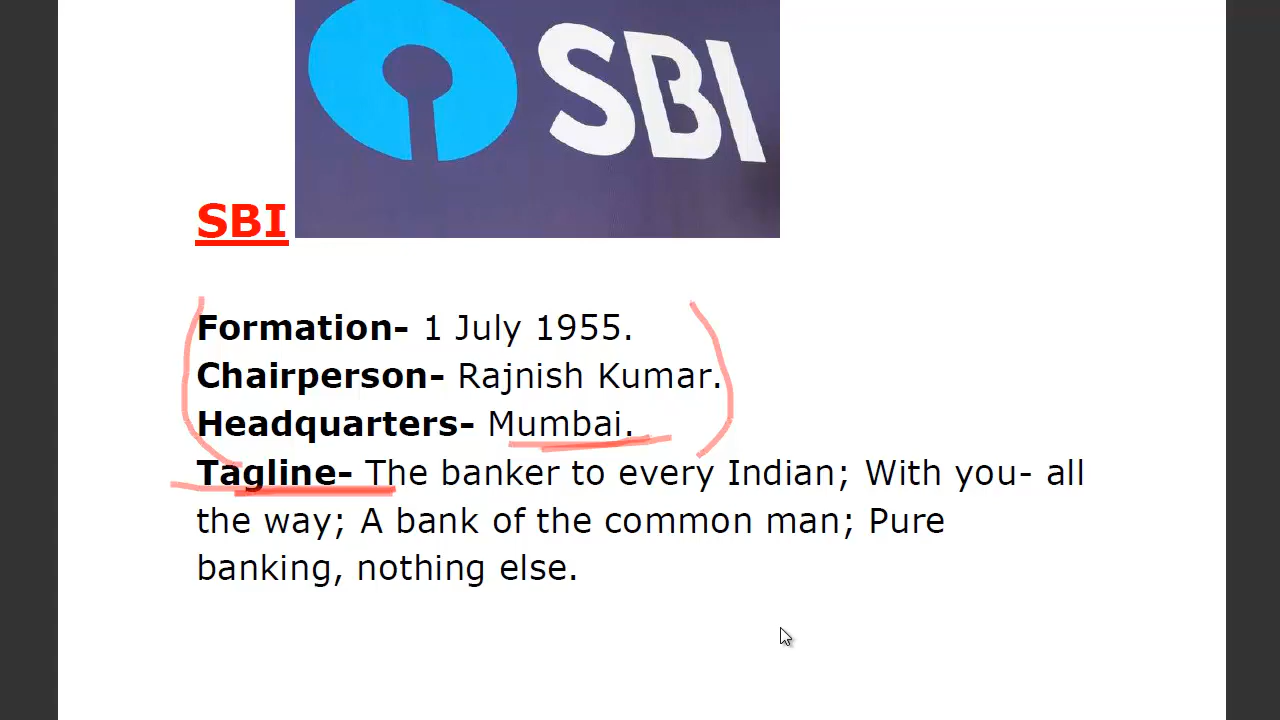 SBI
SBI
Formation- 1 July 1955.
Chairperson- Rajnish Kumar.
Headquarters- Mumbai.
Tagline- The banker to every Indian; With you- all
the way; A bank of the common man; Pure
banking, nothing else.